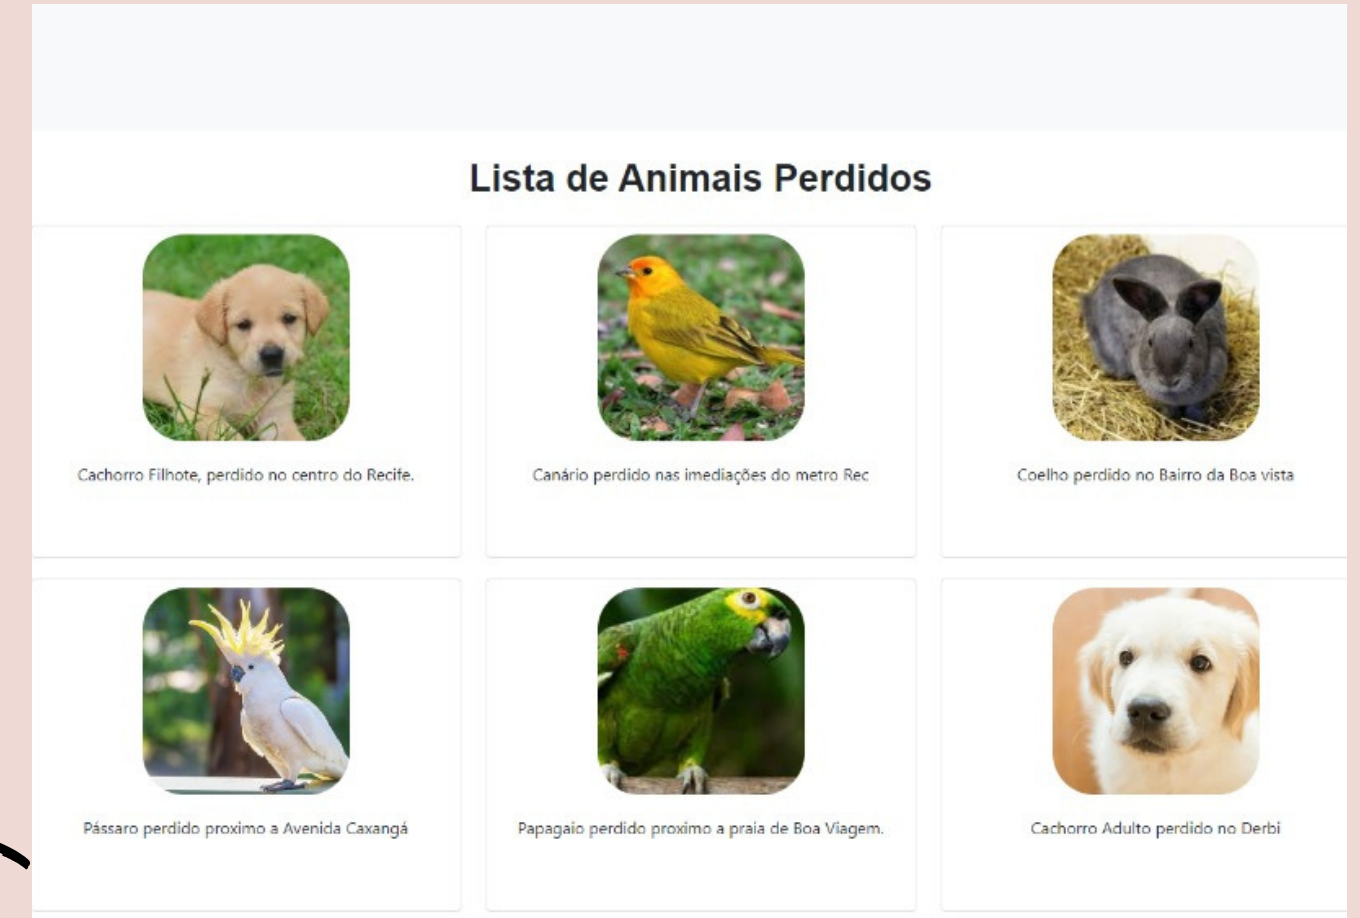 Lista de Animais Perdidos
Cachorro Filhote, perdido no centro do Recife.
Canário perdido nas imediações do metro Rec
Coelho perdido no Bairro da Boa vista
Pássaro perdido proximo a Avenida Caxangá
Papagaio perdido proximo a praia de Boa Viagem.
Cachorro Adulto perdido no Derbi